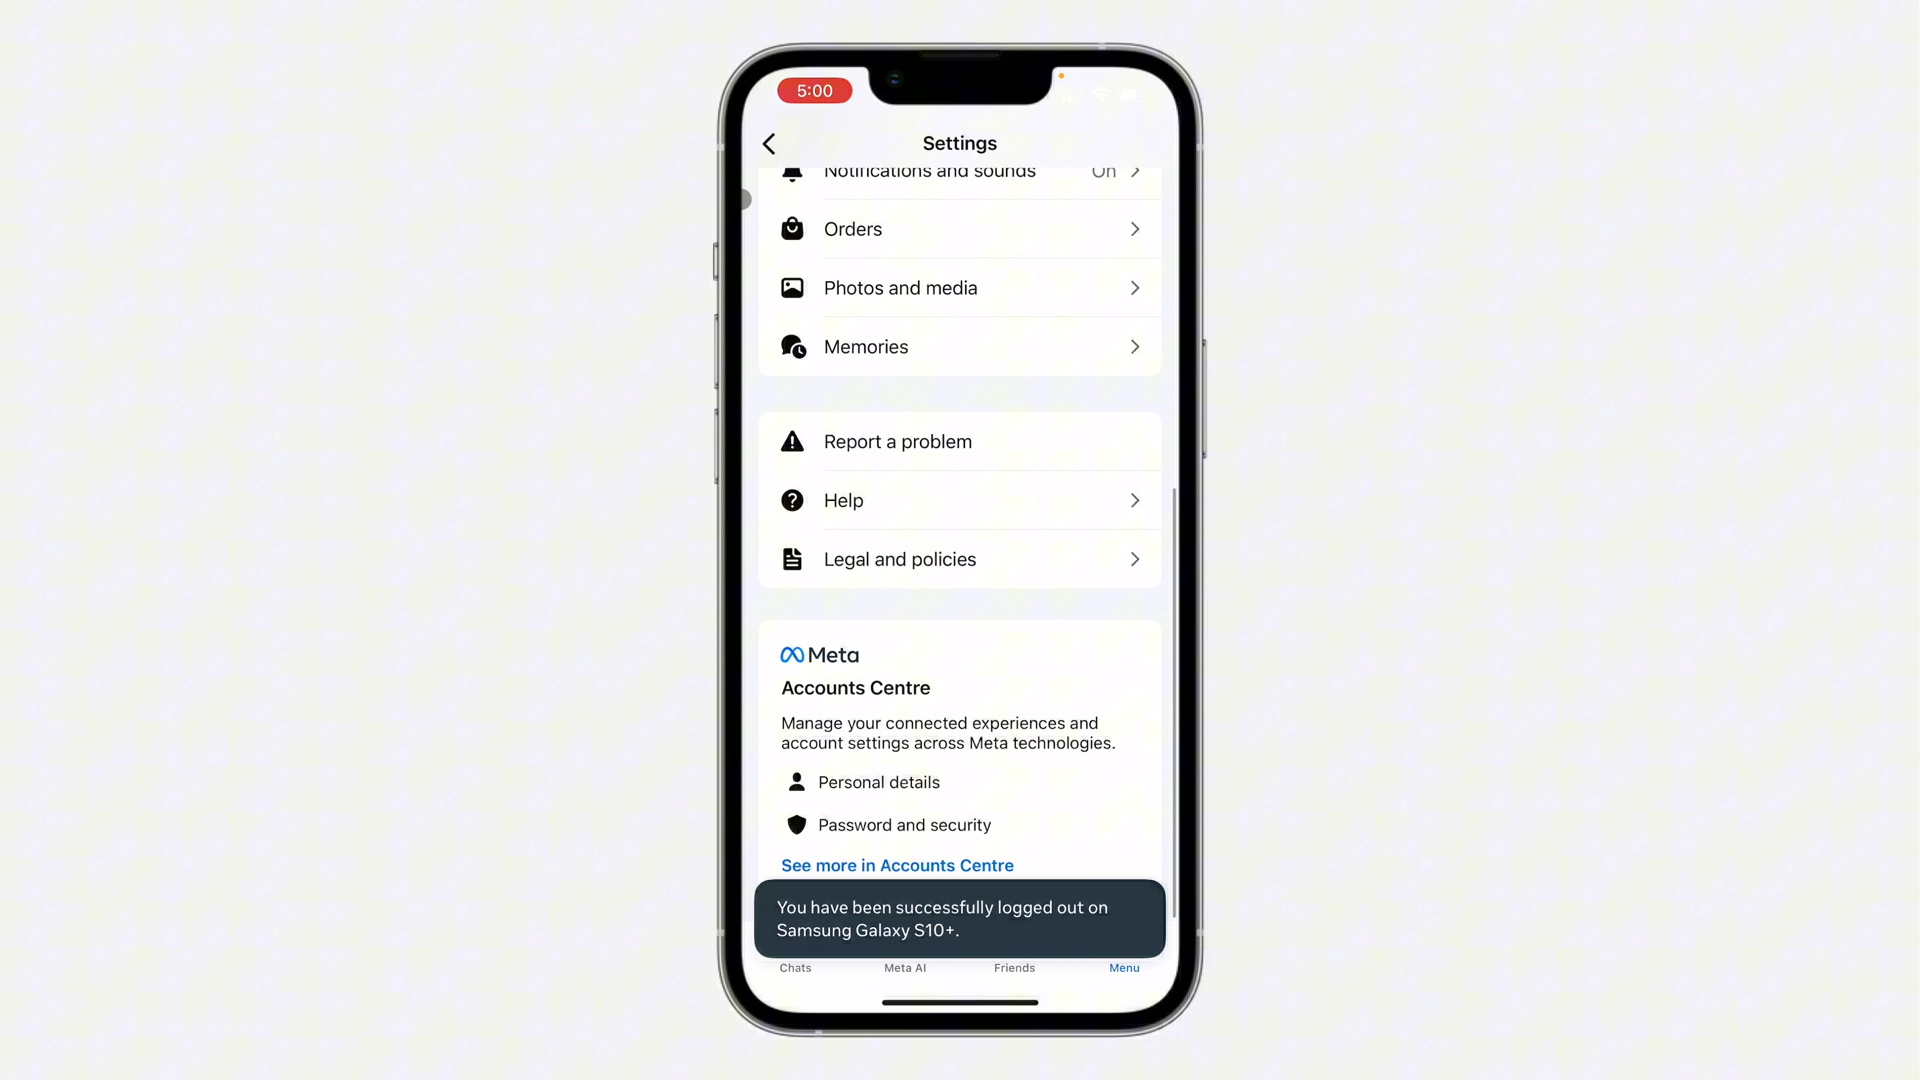 5:00
Settings
Notifications and sounds On
Orders
Photos and media
Memories
Report a problem
Help
Legal and policies
Meta
Accounts Centre
Manage your connected experiences and
account settings across Meta technologies.
Personal details
Password and security
See more in Accounts Centre
You have been successfully logged out on
Samsung Galaxy S10+.
Chats Meta AI Friends Menu